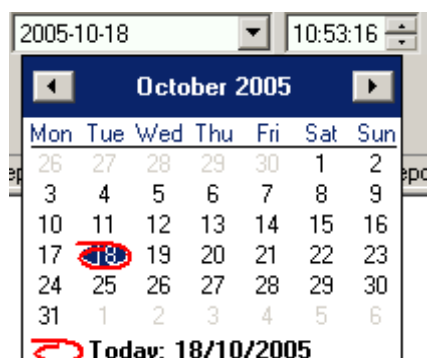 2005-10-18 10:53:16
October 2005
Mon Tue Wed Thu Fri Sat Sun
26 27 28 29 30 1 2
3 4 5 6 7 8 9
10 11 12 13 14 15 16
17 18 19 20 21 22 23
24 25 26 27 28 29 30
31 1 2 3 4 5 6
Today: 18/10/2005